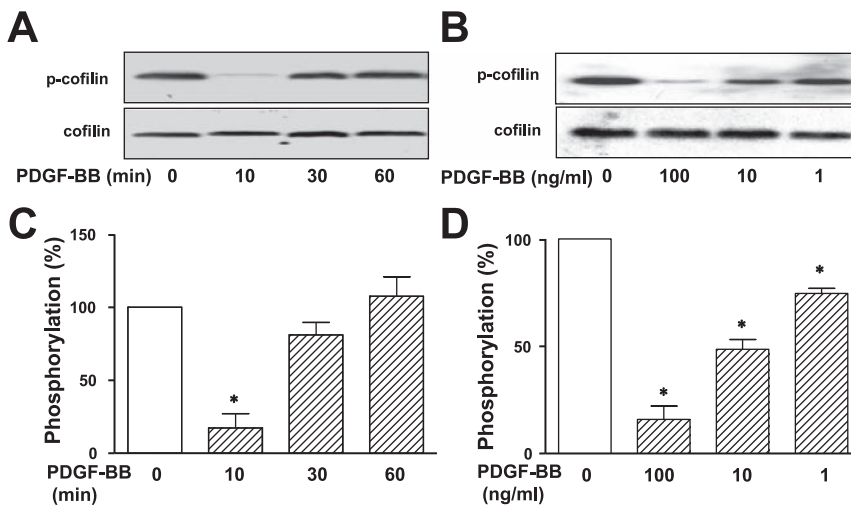 A
p-cofilin
cofilin
PDGF-BB (min) 0 10 30 60
B
p-cofilin
cofilin
PDGF-BB (ng/ml) 0 100 10 1
C
Phosphorylation (%)
150
100
50
0
*
PDGF-BB 0 10 30 60
(min)
D
Phosphorylation (%)
100
50
0
*
*
*
PDGF-BB 0 100 10 1
(ng/ml)